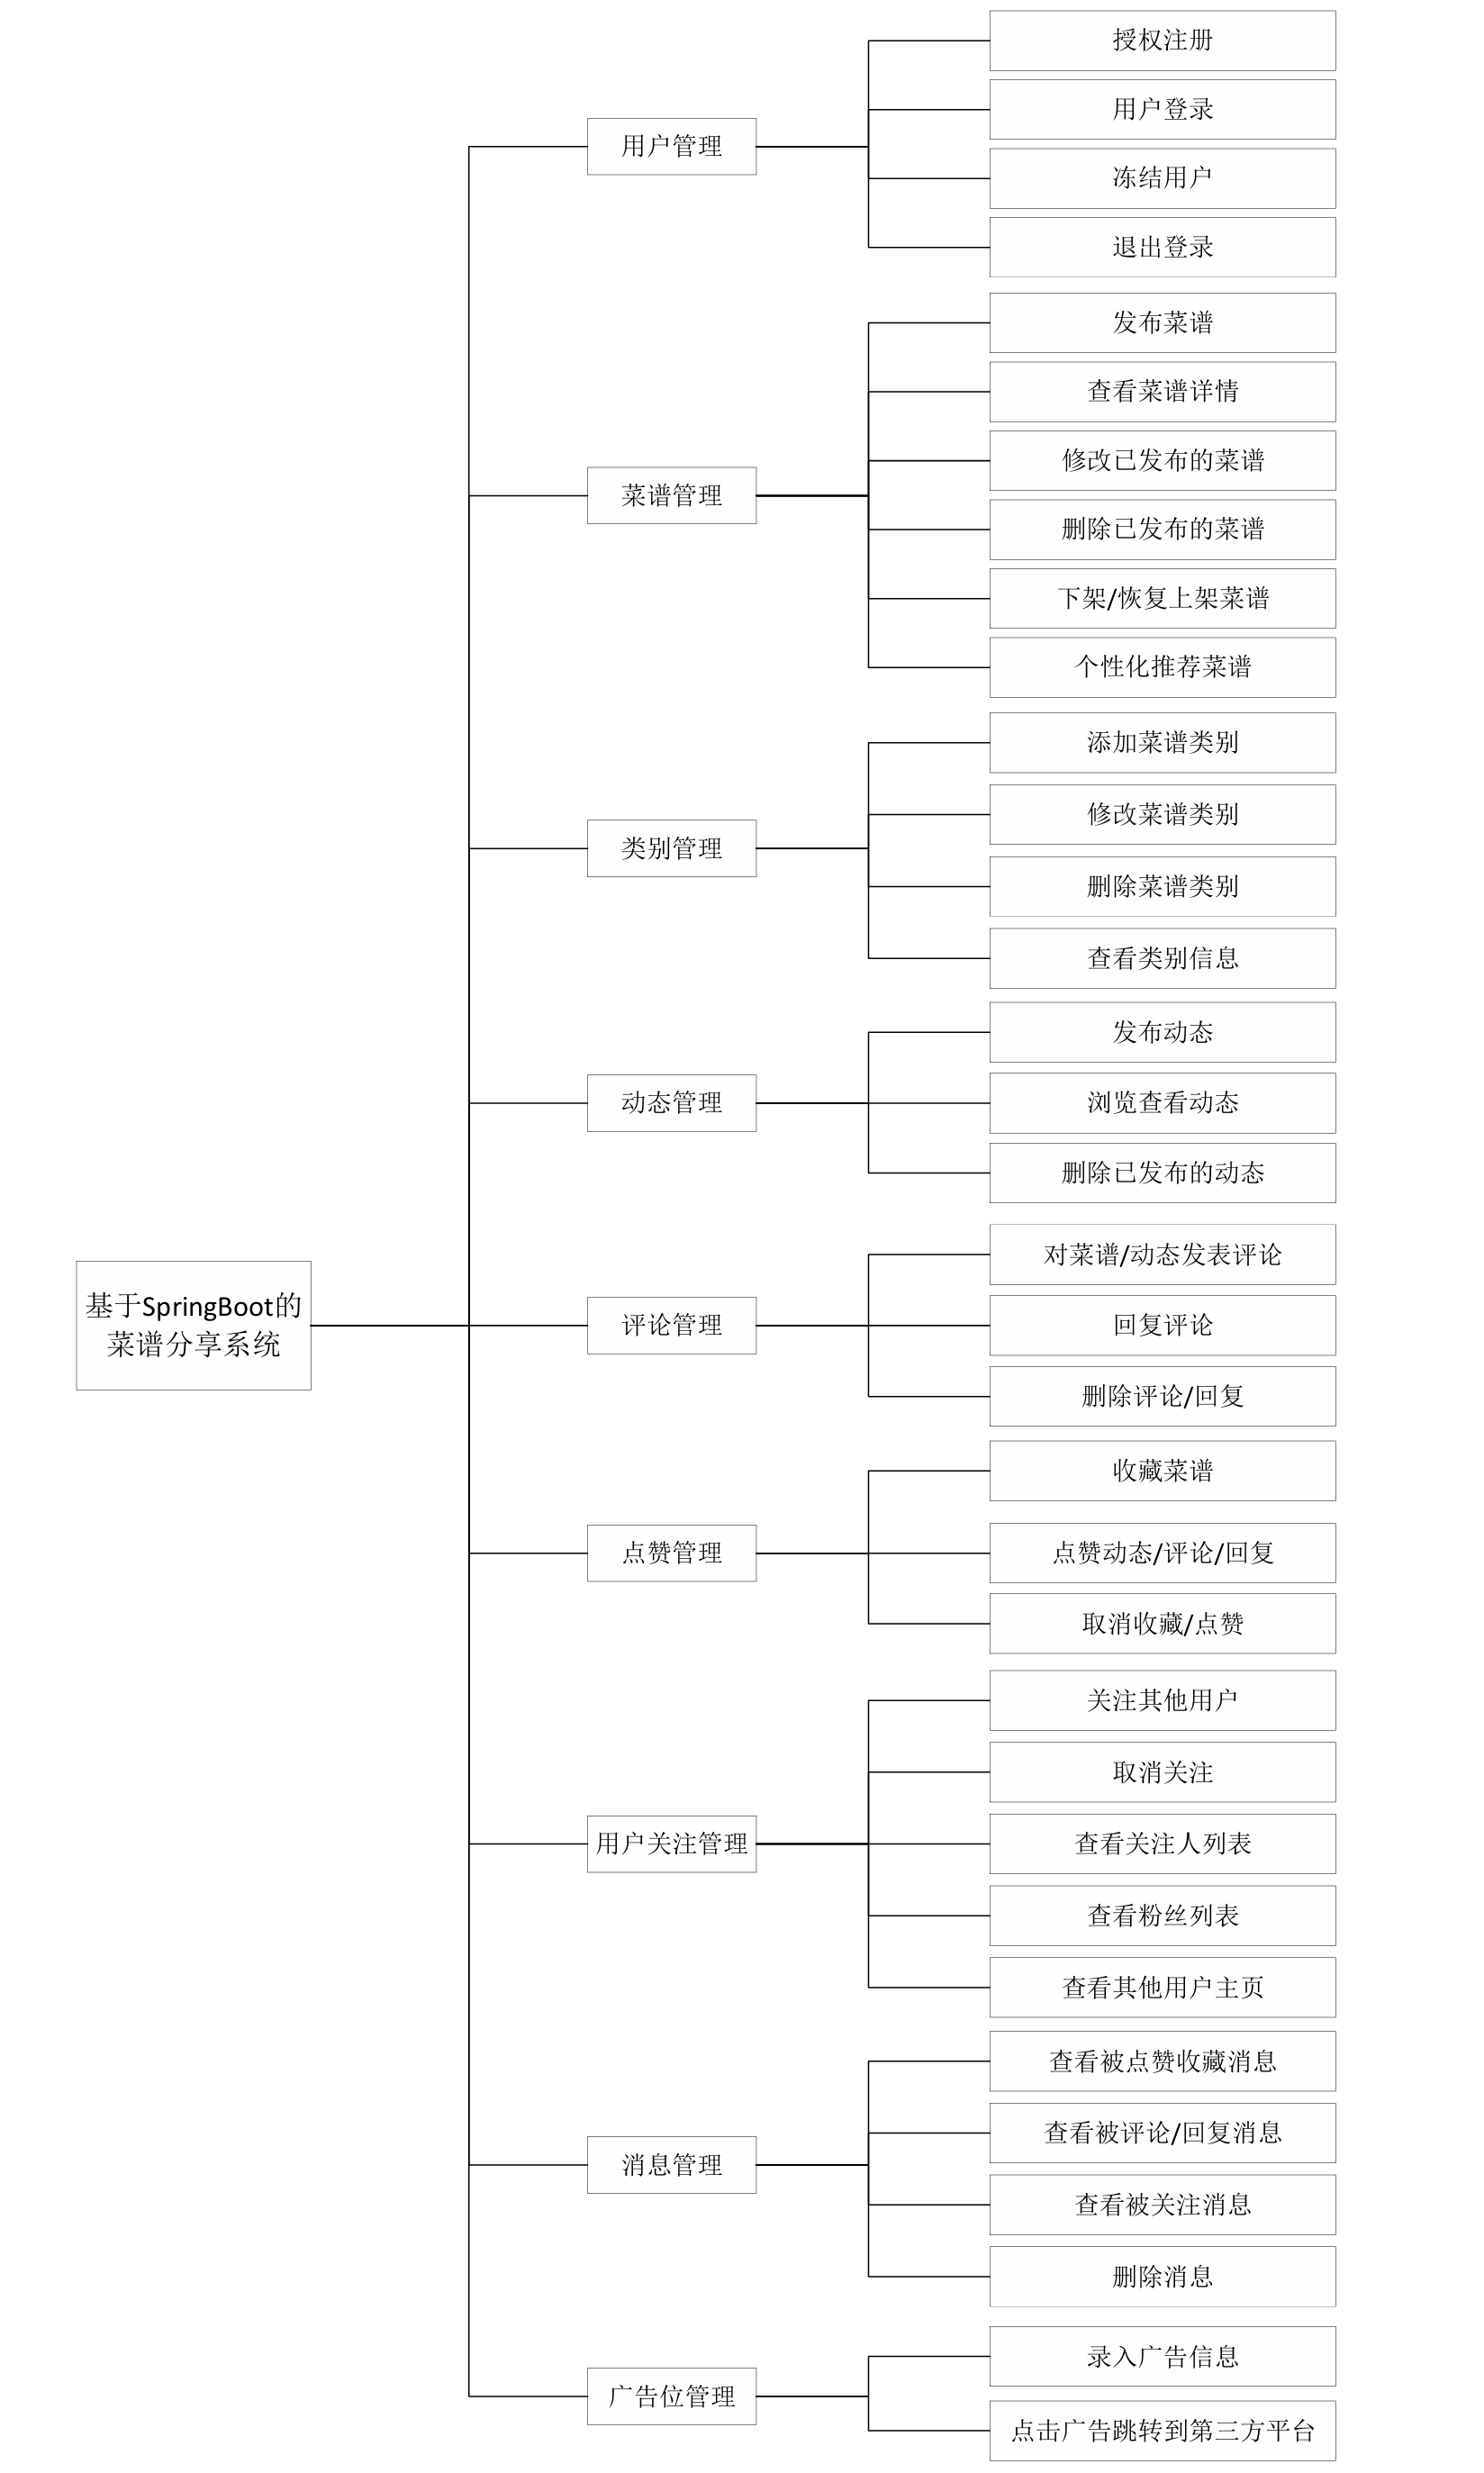 基于SpringBoot的
菜谱分享系统
用户管理
授权注册
用户登录
冻结用户
退出登录
菜谱管理
发布菜谱
查看菜谱详情
修改已发布的菜谱
删除已发布的菜谱
下架/恢复上架菜谱
个性化推荐菜谱
类别管理
添加菜谱类别
修改菜谱类别
删除菜谱类别
查看类别信息
动态管理
发布动态
浏览查看动态
删除已发布的动态
评论管理
对菜谱/动态发表评论
回复评论
删除评论/回复
点赞管理
收藏菜谱
点赞动态/评论/回复
取消收藏/点赞
用户关注管理
关注其他用户
取消关注
查看关注人列表
查看粉丝列表
查看其他用户主页
消息管理
查看被点赞收藏消息
查看被评论/回复消息
查看被关注消息
删除消息
广告位管理
录入广告信息
点击广告跳转到第三方平台